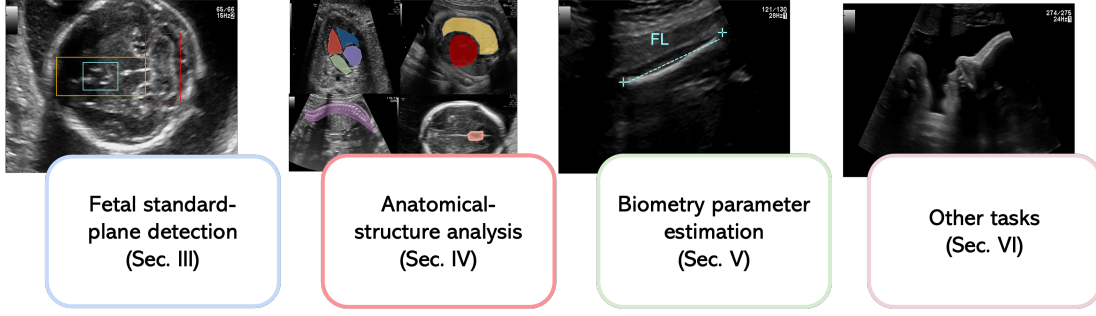 65/66
15Hz
121/130
28Hz
FL
274/275
24Hz
Fetal standard-
plane detection
(Sec. III)
Anatomical-
structure analysis
(Sec. IV)
Biometry parameter
estimation
(Sec. V)
Other tasks
(Sec. VI)